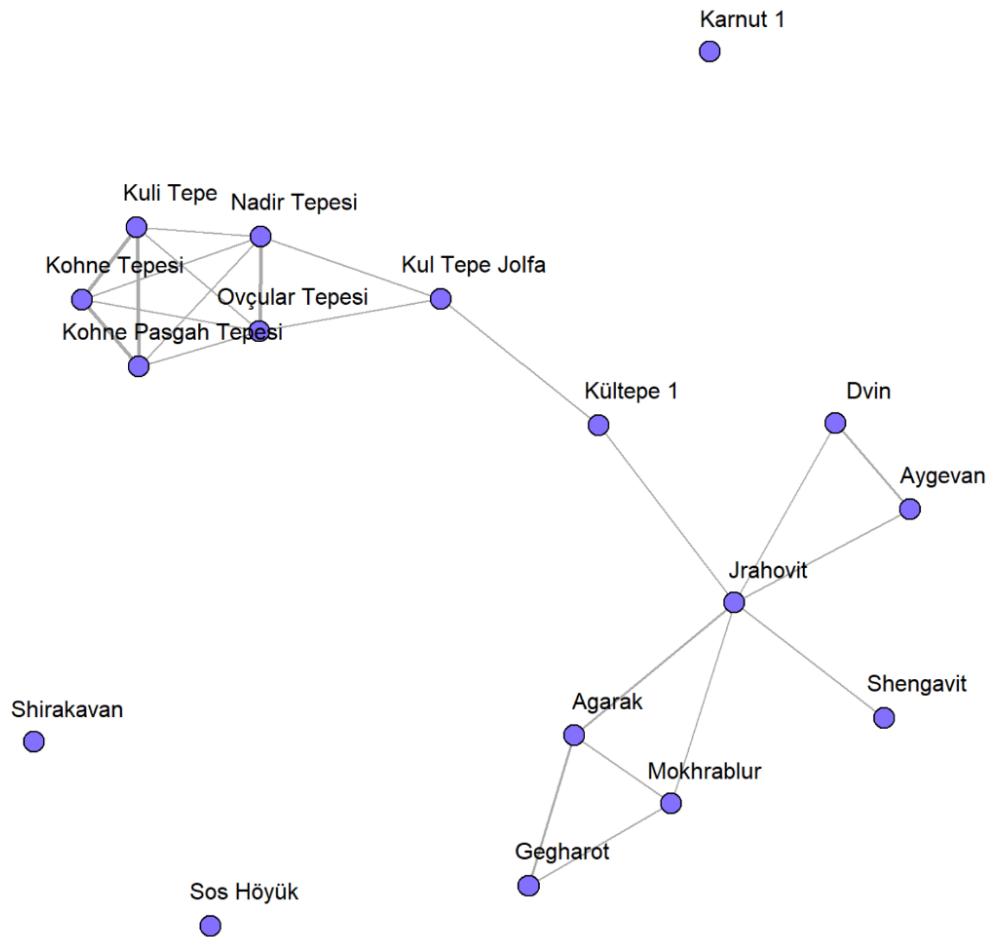 Karnut 1
Kuli Tepe
Nadir Tepesi
Kohne Tepesi
Kul Tepe Jolfa
Ovçular Tepesi
Kohne Pasgah Tepesi
Kültepe 1
Dvin
Aygevan
Jrahovit
Shengavit
Agarak
Shirakavan
Mokhrablur
Gegharot
Sos Höyük